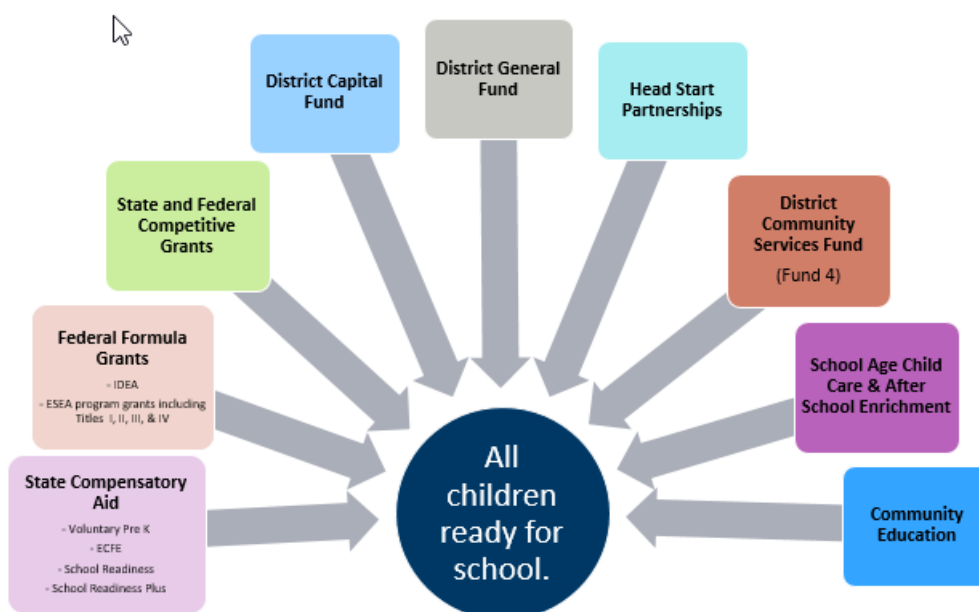 State Compensatory
Aid
- Voluntary Pre K
- ECFE
- School Readiness
- School Readiness Plus
Federal Formula
Grants
- IDEA
- ESEA program grants including
Titles I, II, III, & IV
State and Federal
Competitive
Grants
District Capital
Fund
District General
Fund
Head Start
Partnerships
District
Community
Services Fund
(Fund 4)
School Age Child
Care & After
School Enrichment
Community
Education
All
children
ready for
school.